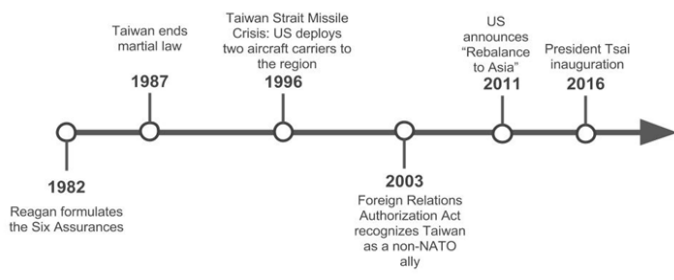 Taiwan ends
martial law
1987
Taiwan Strait Missile
Crisis: US deploys
two aircraft carriers to
the region
1996
US
announces
“Rebalance
to Asia”
2011
President Tsai
inauguration
2016
1982
Reagan formulates
the Six Assurances
2003
Foreign Relations
Authorization Act
recognizes Taiwan
as a non-NATO
ally